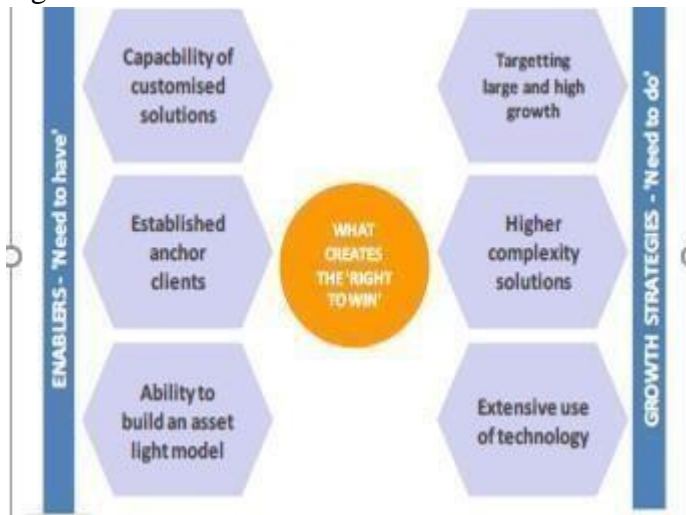 ENABLERS - 'Need to have'
Capacbility of
customised
solutions
Established
anchor
clients
Ability to
build an asset
light model
WHAT
CREATES
THE 'RIGHT
TO WIN'
Targetting
large and high
growth
Higher
complexity
solutions
Extensive use
of technology
GROWTH STRATEGIES - 'Need to do'